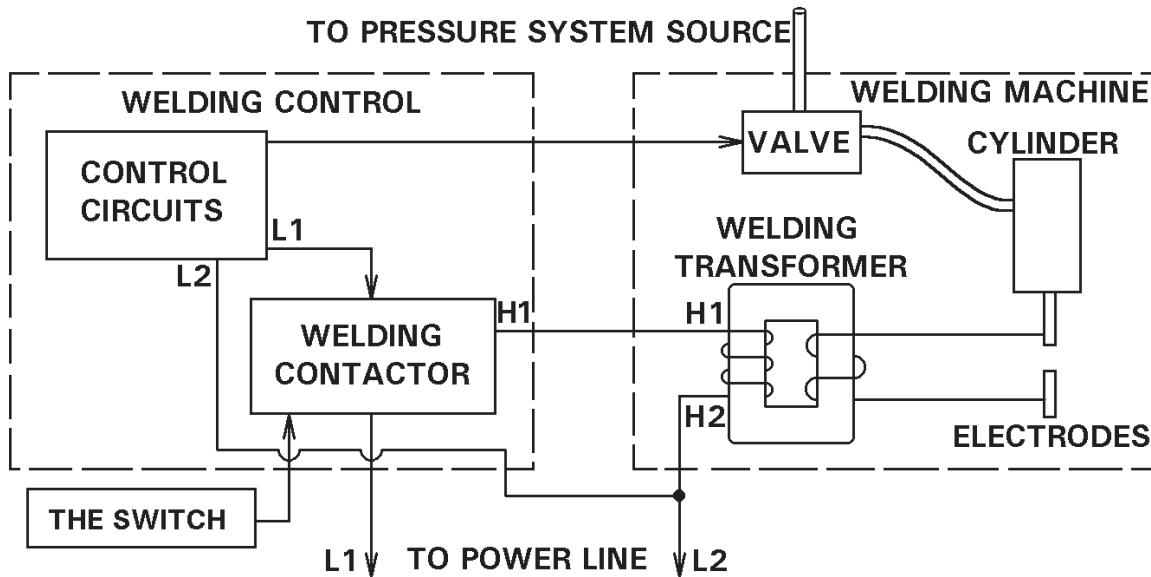 TO PRESSURE SYSTEM SOURCE
WELDING CONTROL
WELDING MACHINE
CONTROL
CIRCUITS
VALVE
CYLINDER
L1
L2
WELDING
TRANSFORMER
WELDING
CONTACTOR
H1
H1
H2
ELECTRODES
THE SWITCH
L1
TO POWER LINE
L2